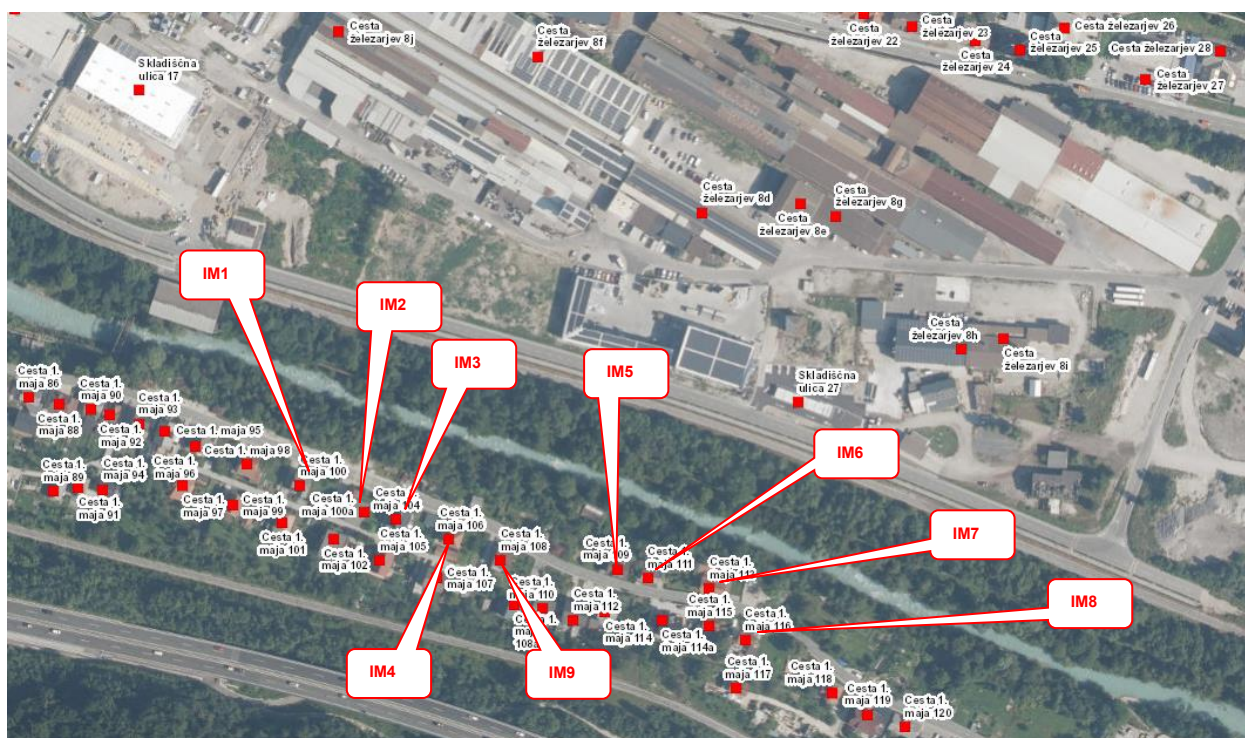 Cesta
železarjev 8j
Cesta
železarjev 8f
Cesta
železarjev 22
Cesta
železarjev 23
Cesta
železarjev 24
Cesta
železarjev 25
Cesta
železarjev 26
Cesta
železarjev 28
Cesta
železarjev 27
Skladiščna
ulica 17
Cesta
železarjev 8d
Cesta
železarjev 8e
Cesta
železarjev 8g
IM1
IM2
IM3
IM5
Cesta
železarjev 8h
Cesta
železarjev 8i
Skladiščna
ulica 27
IM6
IM7
IM8
IM4
IM9
Cesta 1.
maja 86
Cesta 1.
maja 88
Cesta 1.
maja 90
Cesta 1.
maja 92
Cesta 1.
maja 93
Cesta 1. maja 95
Cesta 1. maja 98
Cesta 1.
maja 89
Cesta 1.
maja 91
Cesta 1.
maja 94
Cesta 1.
maja 96
Cesta 1.
maja 97
Cesta 1.
maja 99
Cesta 1.
maja 100
Cesta 1.
maja 100a
Cesta 1.
maja 101
Cesta 1.
maja 102
Cesta
maja 104
Cesta 1.
maja 105
Cesta 1.
maja 106
Cesta 1.
maja 107
Cesta 1.
maja 108
Cesta 1.
maja 108a
Cesta 1.
maja 109
Cesta 1.
maja 110
Cesta 1.
maja 111
Cesta 1.
maja 112
Cesta 1.
maja
Cesta 1.
maja 114
Cesta 1.
maja 114a
Cesta 1.
maja 115
Cesta 1.
maja 116
Cesta 1.
maja 117
Cesta 1.
maja 118
Cesta 1.
maja 119
Cesta 1.
maja 120